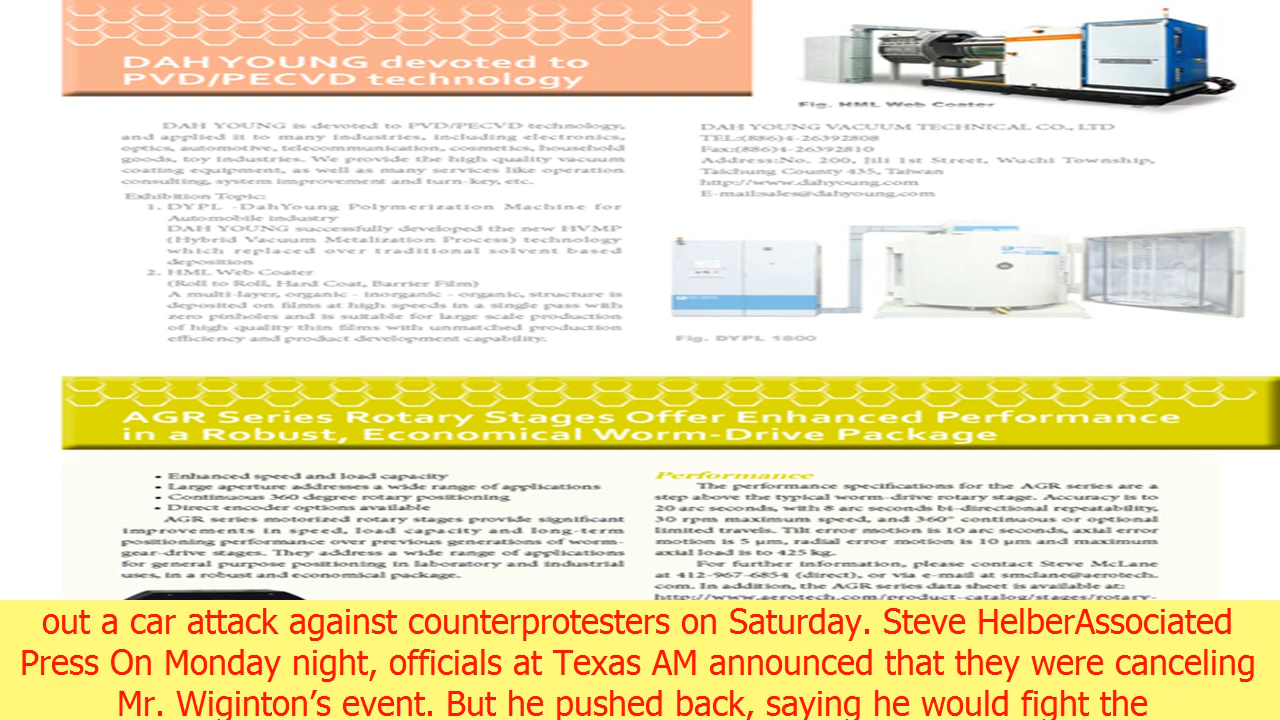 DAH YOUNG devoted to
PVD/PECVD technology
Fig. HML Web Coater
DAH YOUNG is devoted to PVD/PECVD technology,
and applied it to many industries, including electronics,
optics, automotive, telecommunication, cosmetics, household
goods, toy industries. We provide the high quality vacuum
coating equipment, as well as many services like operation
consulting, system improvement and turn-key, etc.
Exhibition Topic:
1. DYPL -DahYoung Polymerization Machine for
Automobile industry
DAH YOUNG successfully developed the new HVMP
(Hybrid Vacuum Metalization Process) technology
which replaced over traditional solvent based
deposition
2. HML Web Coater
(Roll to Roll, Hard Coat, Barrier Film)
A multi-layer, organic - inorganic - organic, structure is
deposited on films at high speeds in a single pass with
zero pinholes and is suitable for large scale production
of high quality thin films with unmatched production
efficiency and product development capability.
DAH YOUNG VACUUM TECHNICAL CO., LTD
TEL:(886)4-26392808
Fax:(886)4-26392810
Address:No. 200, Jili 1st Street, Wuchi Township,
Taichung County 435, Taiwan
http://www.dahyoung.com
E-mail:sales@dahyoung.com
Fig. DYPL 1800
AGR Series Rotary Stages Offer Enhanced Performance
in a Robust, Economical Worm-Drive Package
• Enhanced speed and load capacity
• Large aperture addresses a wide range of applications
• Continuous 360 degree rotary positioning
• Direct encoder options available
AGR series motorized rotary stages provide significant
improvements in speed, load capacity and long-term
positioning performance over previous generations of worm-
gear-drive stages. They address a wide range of applications
for general purpose positioning in laboratory and industrial
uses, in a robust and economical package.
Performance
The performance specifications for the AGR series are a
step above the typical worm-drive rotary stage. Accuracy is to
20 arc seconds, with 8 arc seconds bi-directional repeatability,
30 rpm maximum speed, and 360° continuous or optional
limited travels. Tilt error motion is 10 arc seconds, axial error
motion is 5 μm, radial error motion is 10 μm and maximum
axial load is to 425 kg.
For further information, please contact Steve McLane
at 412-967-6854 (direct), or via e-mail at smclane@aerotech.
com. In addition, the AGR series data sheet is available at:
http://www.aerotech.com/product-catalog/stages/rotary-
out a car attack against counterprotesters on Saturday. Steve HelberAssociated
Press On Monday night, officials at Texas AM announced that they were canceling
Mr. Wiginton’s event. But he pushed back, saying he would fight the